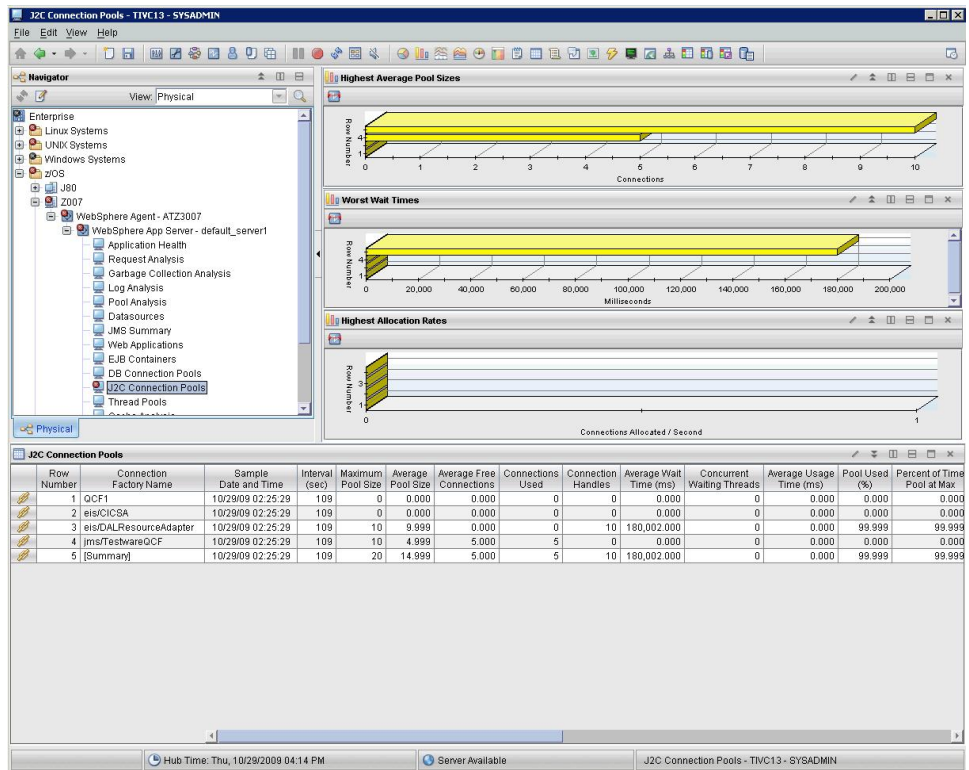 J2C Connection Pools - TIVC13 - SYSADMIN
File Edit View Help
Navigator
View: Physical
Enterprise
Linux Systems
UNIX Systems
Windows Systems
z/OS
J80
Z007
WebSphere Agent - ATZ3007
WebSphere App Server - default_server1
Application Health
Request Analysis
Garbage Collection Analysis
Log Analysis
Pool Analysis
Datasources
JMS Summary
Web Applications
EJB Containers
DB Connection Pools
J2C Connection Pools
Thread Pools
Physical
Highest Average Pool Sizes
Row Number
4
1
0 1 2 3 4 5 6 7 8 9 10
Connections
Worst Wait Times
Row Number
4
1
0 20,000 40,000 60,000 80,000 100,000 120,000 140,000 160,000 180,000 200,000
Milliseconds
Highest Allocation Rates
Row Number
3
1
0 1
Connections Allocated / Second
J2C Connection Pools
Row Number Connection Factory Name Sample Date and Time Interval (sec) Maximum Pool Size Average Pool Size Average Free Connections Connections Used Connection Handles Average Wait Time (ms) Concurrent Waiting Threads Average Usage Time (ms) Pool Used (%) Percent of Time Pool at Max
1 QCF1 10/29/09 02:25:29 109 0 0.000 0.000 0 0 0.000 0 0.000 0.000 0.000
2 eis/CICSA 10/29/09 02:25:29 109 0 0.000 0.000 0 0 0.000 0 0.000 0.000 0.000
3 eis/DALResourceAdapter 10/29/09 02:25:29 109 10 9.999 0.000 0 10 180,002.000 0 0.000 99.999 99.999
4 jms/TestwareQCF 10/29/09 02:25:29 109 10 4.999 5.000 5 0 0.000 0 0.000 0.000 0.000
5 [Summary] 10/29/09 02:25:29 109 20 14.999 5.000 5 10 180,002.000 0 0.000 99.999 99.999
Hub Time: Thu, 10/29/2009 04:14 PM
Server Available
J2C Connection Pools - TIVC13 - SYSADMIN